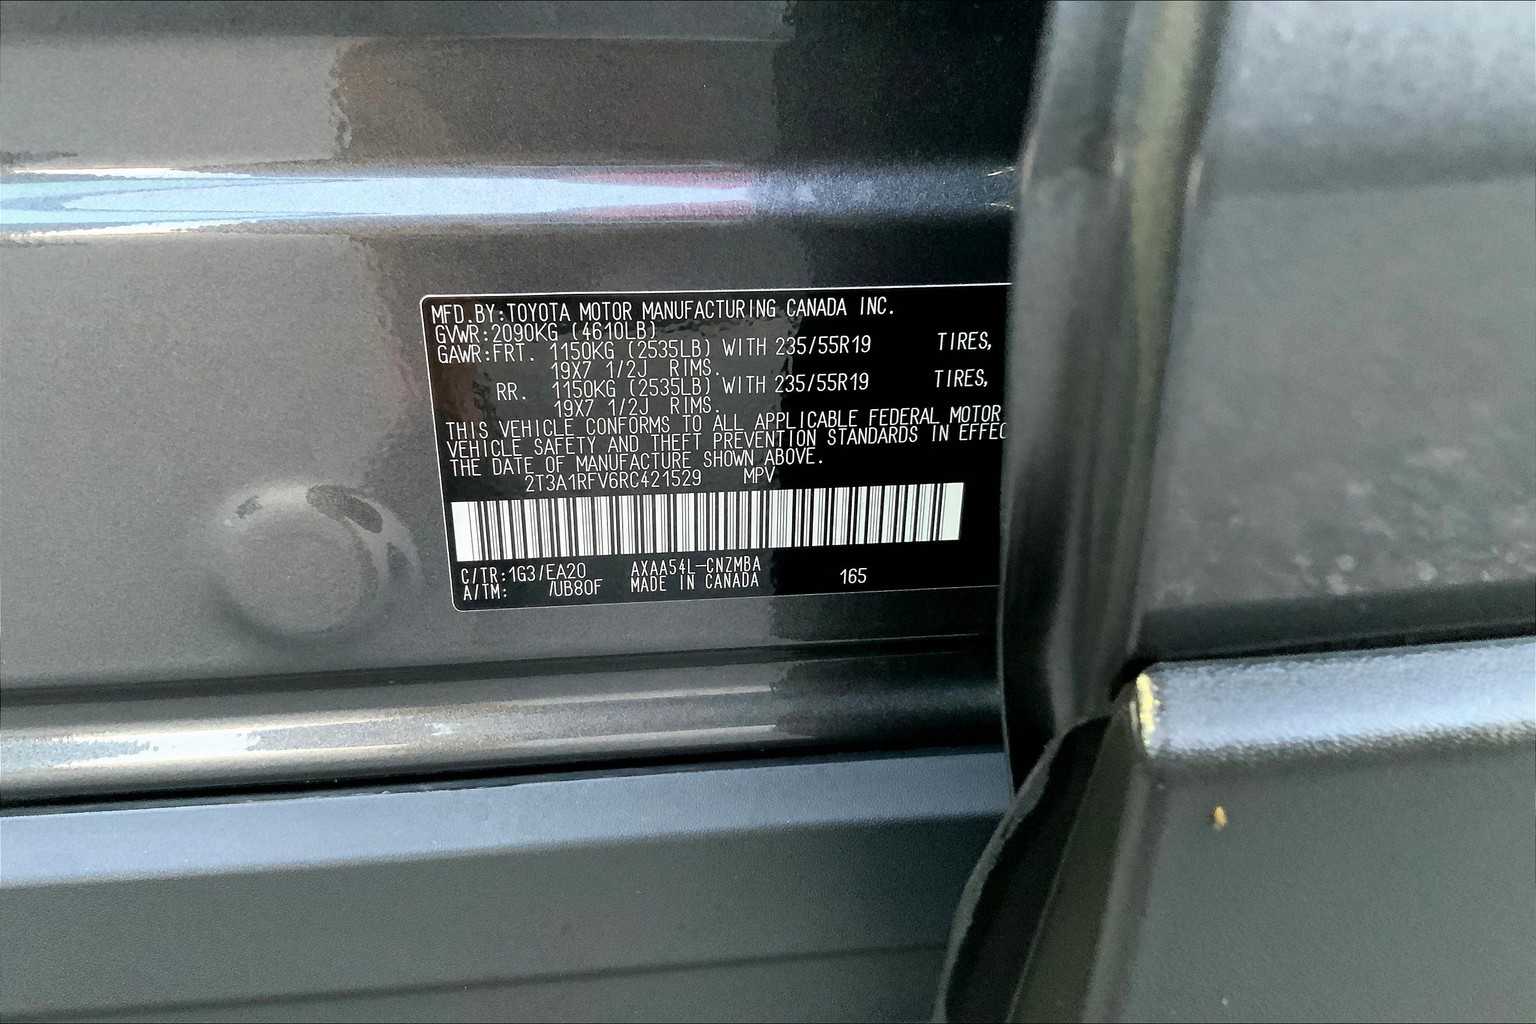 MFD.BY:TOYOTA MOTOR MANUFACTURING CANADA INC.
GVWR:2090KG (4610LB)
GAWR:FRT. 1150KG (2535LB) WITH 235/55R19 TIRES,
19X7 1/2J RIMS.
RR. 1150KG (2535LB) WITH 235/55R19 TIRES,
19X7 1/2J RIMS.
THIS VEHICLE CONFORMS TO ALL APPLICABLE FEDERAL MOTOR
VEHICLE SAFETY AND THEFT PREVENTION STANDARDS IN EFFEC
THE DATE OF MANUFACTURE SHOWN ABOVE.
2T3A1RFV6RC421529 MPV
C/TR:1G3/EA20 AXAA54L-CNZMBA 165
A/TM: /UB80F MADE IN CANADA